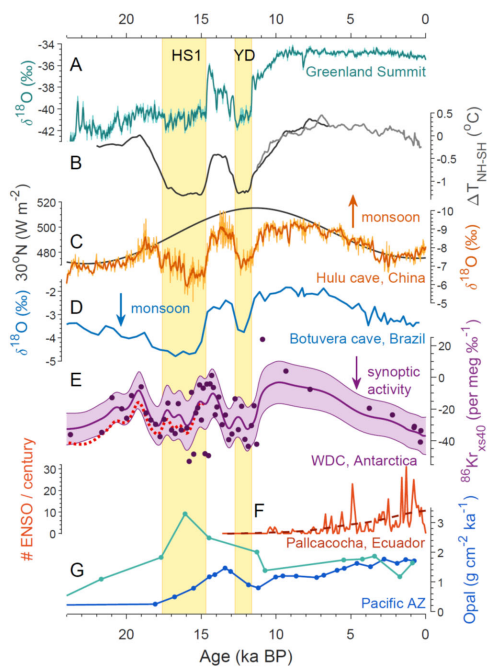 Age (ka BP)
20 15 10 5 0
HS1 YD
A
-34
-36
-38
-40
-42
δ18O (‰)
Greenland Summit
B
0.5
0
-0.5
-1
ΔTNH-SH (°C)
C
520
500
480
30°N (W m-2)
monsoon
-10
-9
-8
-7
-6
-5
δ18O (‰)
Hulu cave, China
D
-2
-3
-4
-5
δ18O (‰)
monsoon
Botuvera cave, Brazil
E
20
0
-20
-40
-60
86Krxs40 (per meg ‰-1)
synoptic
activity
WDC, Antarctica
F
30
20
10
0
# ENSO / century
Pallcacocha, Ecuador
G
3
2
1
0
Opal (g cm-2 ka-1)
Pacific AZ
20 15 10 5 0
Age (ka BP)